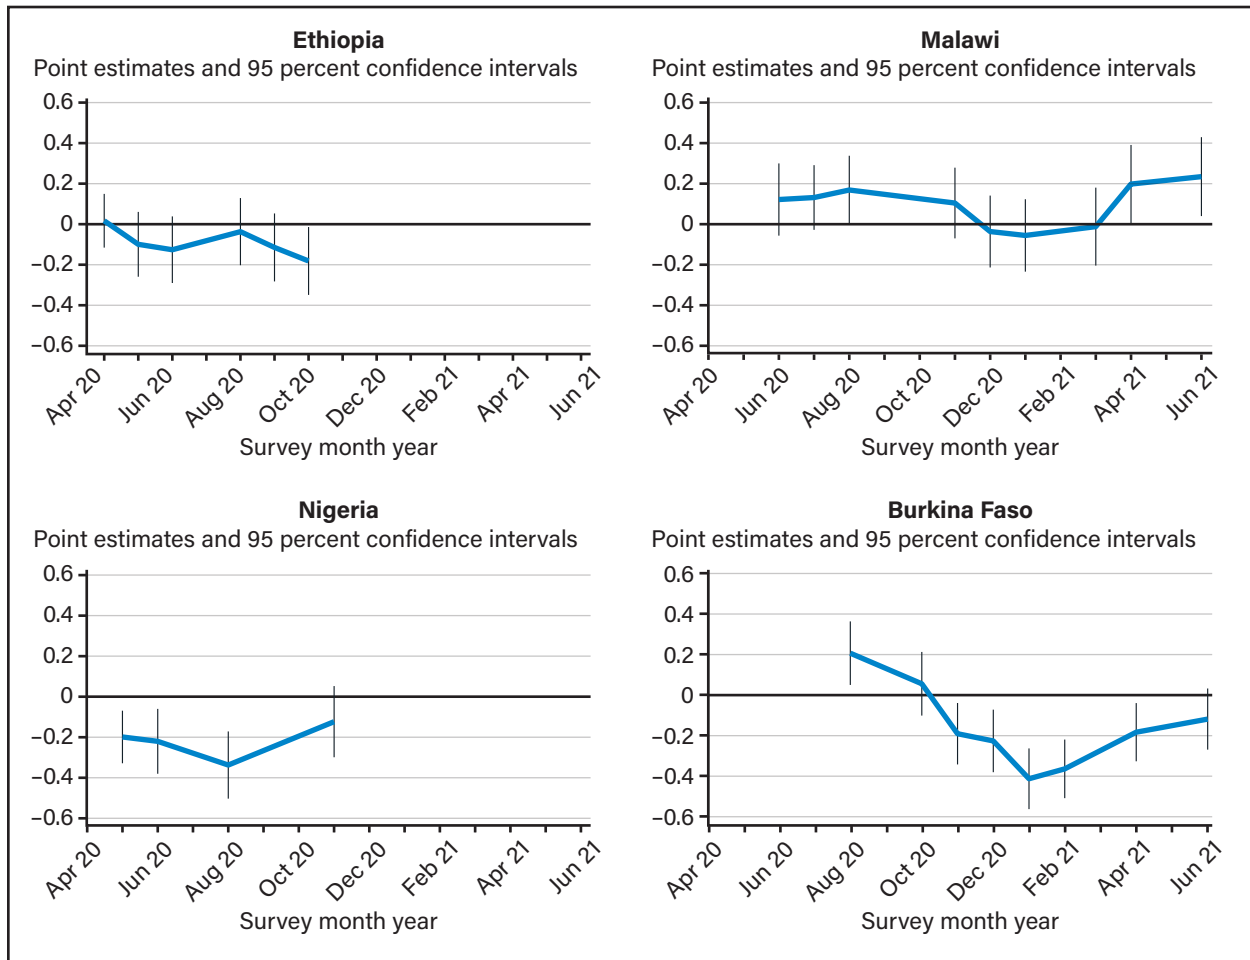 Ethiopia
Point estimates and 95 percent confidence intervals
0.6
0.4
0.2
0
−0.2
−0.4
−0.6
Apr 20
Jun 20
Aug 20
Oct 20
Dec 20
Feb 21
Apr 21
Jun 21
Survey month year
Malawi
Point estimates and 95 percent confidence intervals
0.6
0.4
0.2
0
−0.2
−0.4
−0.6
Apr 20
Jun 20
Aug 20
Oct 20
Dec 20
Feb 21
Apr 21
Jun 21
Survey month year
Nigeria
Point estimates and 95 percent confidence intervals
0.6
0.4
0.2
0
−0.2
−0.4
−0.6
Apr 20
Jun 20
Aug 20
Oct 20
Dec 20
Feb 21
Apr 21
Jun 21
Survey month year
Burkina Faso
Point estimates and 95 percent confidence intervals
0.6
0.4
0.2
0
−0.2
−0.4
−0.6
Apr 20
Jun 20
Aug 20
Oct 20
Dec 20
Feb 21
Apr 21
Jun 21
Survey month year